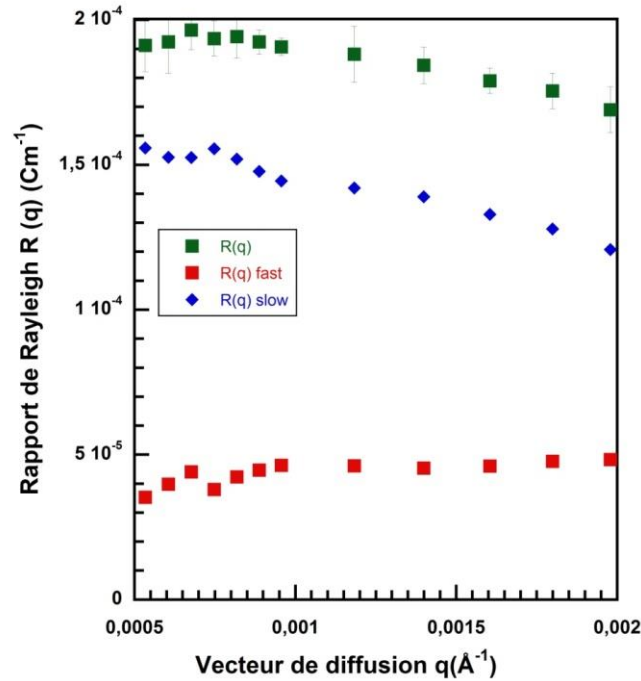 2 10⁻⁴
1,5 10⁻⁴
1 10⁻⁴
5 10⁻⁵
0
Rapport de Rayleigh R (q) (Cm⁻¹)
R(q)
R(q) fast
R(q) slow
0,0005
0,001
0,0015
0,002
Vecteur de diffusion q(Å⁻¹)